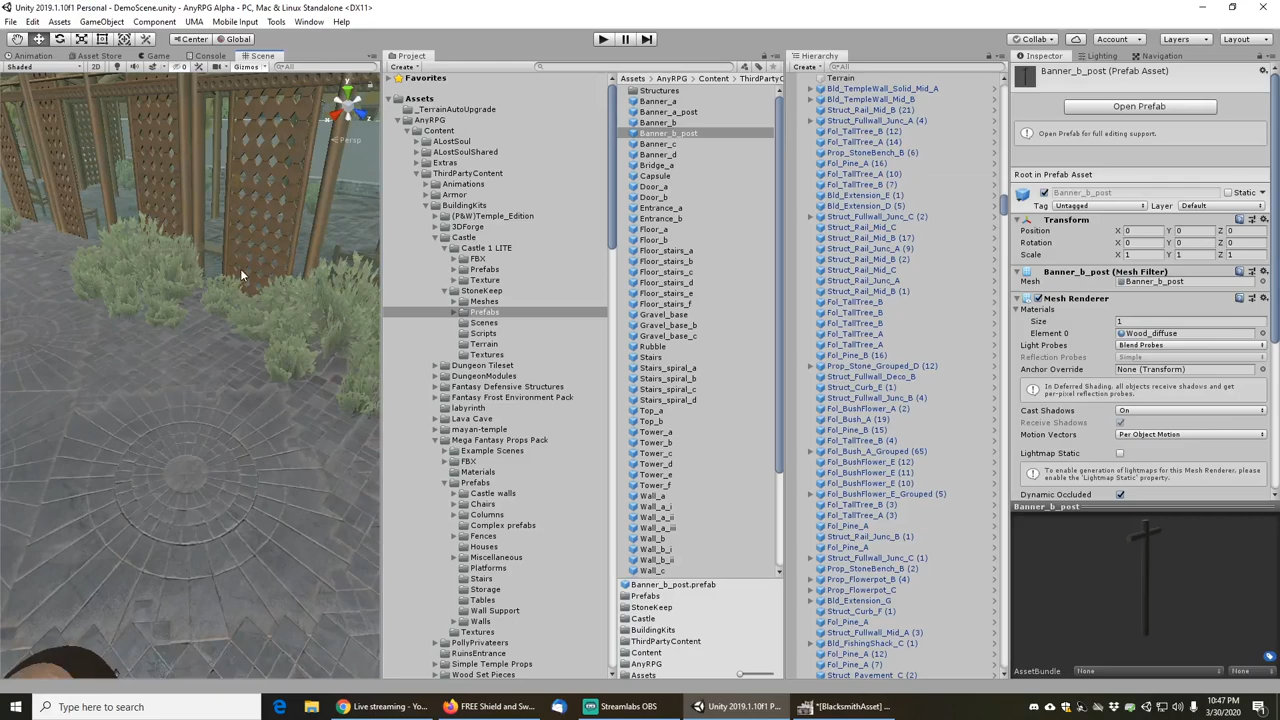 DemoScene.unity - AnyRPG Alpha - PC, Mac & Linux Standalone <DX11>
File Edit Assets GameObject Component UMA Mobile Input Tools Window Help
Center Global Collab Account Layers Layout
Animation Asset Store Game Console Scene
Shaded 2D 0 Gizmos All
y
x
z
Persp
Project
Create
Favorites
Assets
_TerrainAutoUpgrade
AnyRPG
Content
ALostSoul
ALostSoulShared
Extras
ThirdPartyContent
Animations
Armor
BuildingKits
(P&W)Temple_Edition
3DForge
Castle
Castle 1 LITE
FBX
Prefabs
Texture
StoneKeep
Meshes
Prefabs
Scenes
Scripts
Terrain
Textures
Dungeon Tileset
DungeonModules
Fantasy Defensive Structures
Fantasy Frost Environment Pack
labyrinth
Lava Cave
mayan-temple
Mega Fantasy Props Pack
Example Scenes
FBX
Materials
Prefabs
Castle walls
Chairs
Columns
Complex prefabs
Fences
Houses
Miscellaneous
Platforms
Stairs
Storage
Tables
Wall Support
Walls
Textures
PollyPrivateers
RuinsEntrance
Simple Temple Props
Wood Set Pieces
Assets AnyRPG Content ThirdPartyC
Structures
Banner_a
Banner_a_post
Banner_b
Banner_b_post
Banner_c
Banner_d
Bridge_a
Capsule
Door_a
Door_b
Entrance_a
Entrance_b
Floor_a
Floor_b
Floor_stairs_a
Floor_stairs_b
Floor_stairs_c
Floor_stairs_d
Floor_stairs_e
Floor_stairs_f
Gravel_base
Gravel_base_b
Gravel_base_c
Rubble
Stairs
Stairs_spiral_a
Stairs_spiral_b
Stairs_spiral_c
Stairs_spiral_d
Top_a
Top_b
Tower_a
Tower_b
Tower_c
Tower_d
Tower_e
Tower_f
Wall_a
Wall_a_i
Wall_a_ii
Wall_a_iii
Wall_b
Wall_b_i
Wall_b_ii
Wall_c
Banner_b_post.prefab
Prefabs
StoneKeep
Castle
BuildingKits
ThirdPartyContent
Content
AnyRPG
Assets
Hierarchy
Create All
Terrain
Bld_TempleWall_Solid_Mid_A
Bld_TempleWall_Mid_B
Struct_Rail_Mid_B (21)
Struct_Fullwall_Junc_A (4)
Fol_TallTree_B (12)
Fol_TallTree_A (14)
Prop_StoneBench_B (6)
Fol_Pine_A (16)
Fol_TallTree_A (10)
Fol_TallTree_B (7)
Bld_Extension_E (1)
Bld_Extension_D (5)
Struct_Fullwall_Junc_C (2)
Struct_Rail_Mid_C
Struct_Rail_Mid_B (17)
Struct_Rail_Junc_A (9)
Struct_Rail_Mid_B (2)
Struct_Rail_Mid_C
Struct_Rail_Junc_A
Struct_Rail_Mid_B (1)
Fol_TallTree_B
Fol_TallTree_B
Fol_TallTree_B
Fol_TallTree_A
Fol_TallTree_A
Fol_Pine_B (16)
Prop_Stone_Grouped_D (12)
Struct_Fullwall_Deco_B
Struct_Curb_E (1)
Struct_Fullwall_Junc_B (4)
Fol_BushFlower_A (2)
Fol_Bush_A (19)
Fol_Pine_B (15)
Fol_TallTree_B (4)
Fol_Bush_A_Grouped (65)
Fol_BushFlower_E (12)
Fol_BushFlower_E (11)
Fol_BushFlower_E (10)
Fol_BushFlower_E_Grouped (5)
Fol_TallTree_B (3)
Fol_TallTree_A (3)
Fol_Pine_A
Struct_Rail_Junc_B (1)
Fol_Pine_A
Struct_Fullwall_Junc_C (1)
Prop_StoneBench_B (2)
Prop_Flowerpot_B (4)
Prop_Flowerpot_C
Bld_Extension_G
Struct_Curb_F (1)
Fol_Pine_A
Struct_Fullwall_Mid_A (3)
Bld_FishingShack_C (1)
Fol_Pine_A (12)
Fol_Pine_A (7)
Struct_Pavement_C (2)
Inspector Lighting Navigation
Banner_b_post (Prefab Asset)
Open Prefab
Open Prefab for full editing support.
Root in Prefab Asset
Banner_b_post Static
Tag Untagged Layer Default
Transform
Position X 0 Y 0 Z 0
Rotation X 0 Y 0 Z 0
Scale X 1 Y 1 Z 1
Banner_b_post (Mesh Filter)
Mesh Banner_b_post
Mesh Renderer
Materials
Size 1
Element 0 Wood_diffuse
Light Probes Blend Probes
Reflection Probes Simple
Anchor Override None (Transform)
In Deferred Shading, all objects receive shadows and get
per-pixel reflection probes.
Cast Shadows On
Receive Shadows
Motion Vectors Per Object Motion
Lightmap Static
To enable generation of lightmaps for this Mesh Renderer, please
enable the 'Lightmap Static' property.
Dynamic Occluded
Banner_b_post
AssetBundle None None
Type here to search
Live streaming - Yo...
FREE Shield and Sw...
Streamlabs OBS
Unity 2019.1.10f1 P...
*[BlacksmithAsset] ...
10:47 PM
3/30/2020